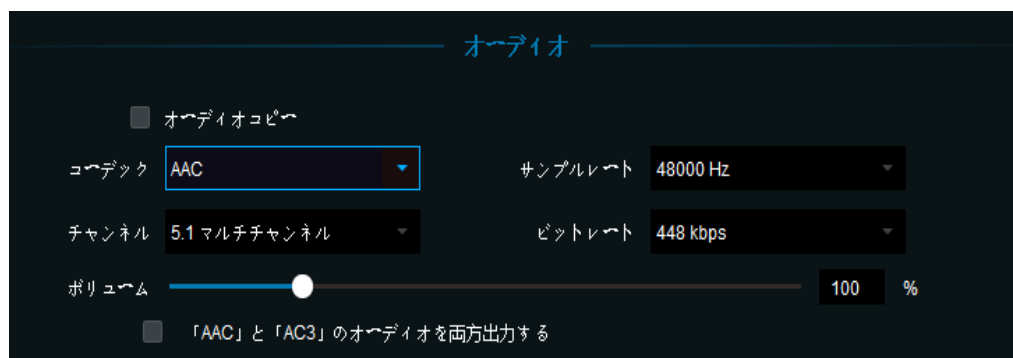 オーディオ
オーディオコピー
コーデック AAC サンプルレート 48000 Hz
チャンネル 5.1 マルチチャンネル ビットレート 448 kbps
ボリューム 100 %
「AAC」と「AC3」のオーディオを両方出力する